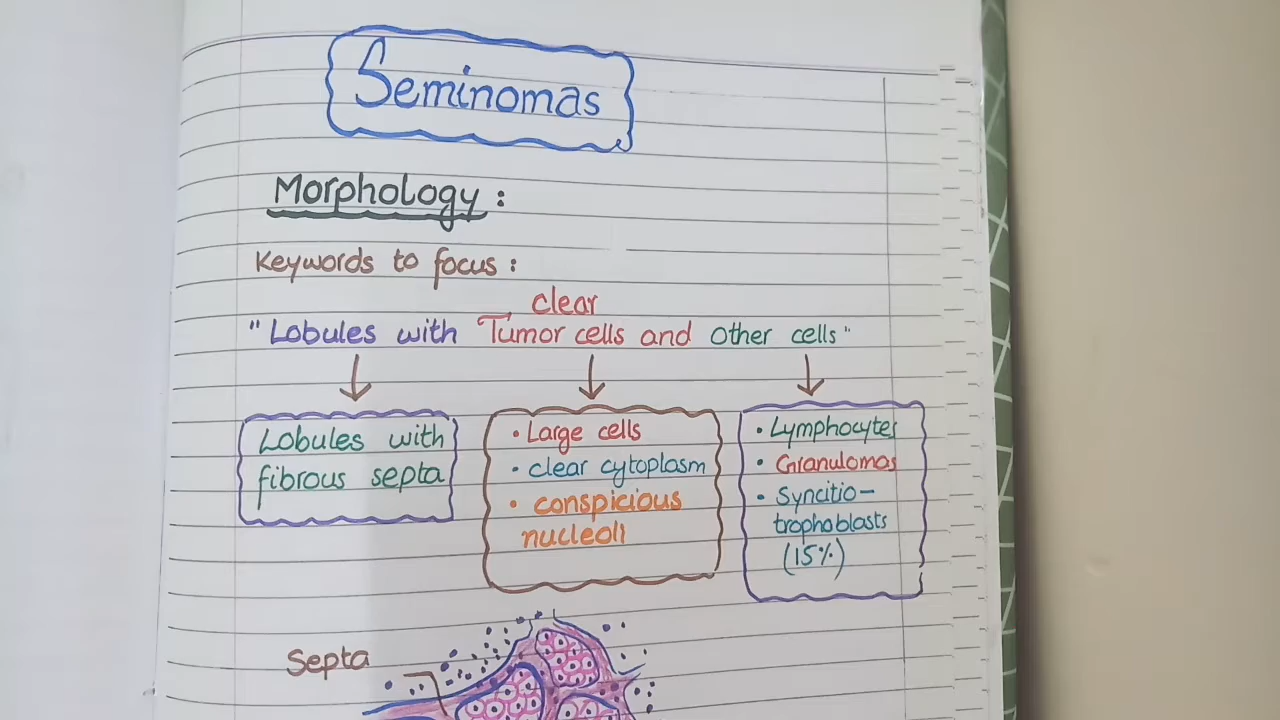 Seminomas
Morphology :
Keywords to focus :
clear
"Lobules with Tumor cells and Other cells"
Lobules with
fibrous septa
• Large cells
• clear cytoplasm
• conspicious
nucleoli
• Lymphocytes
• Granulomas
• Syncitio-
trophoblasts
(15%)
Septa